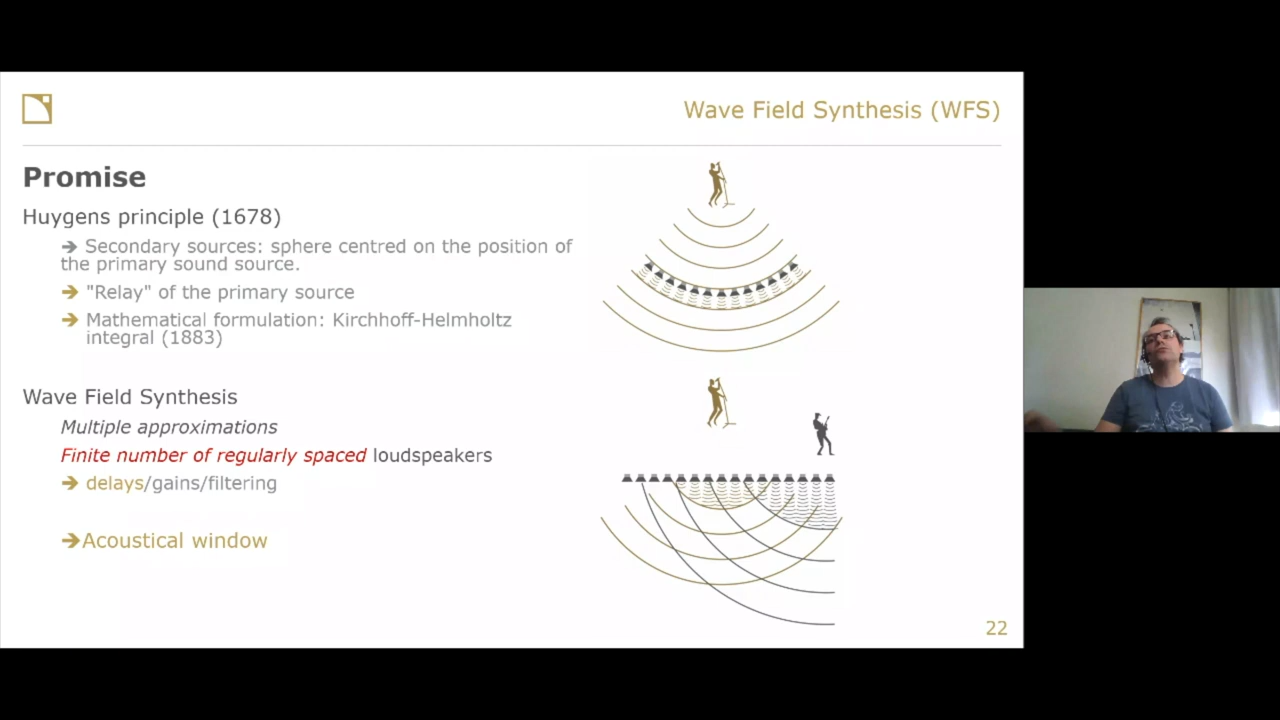 Wave Field Synthesis (WFS)
Promise
Huygens principle (1678)
➔ Secondary sources: sphere centred on the position of
the primary sound source.
➔ "Relay" of the primary source
➔ Mathematical formulation: Kirchhoff-Helmholtz
integral (1883)
Wave Field Synthesis
Multiple approximations
Finite number of regularly spaced loudspeakers
➔ delays/gains/filtering
➔Acoustical window
22